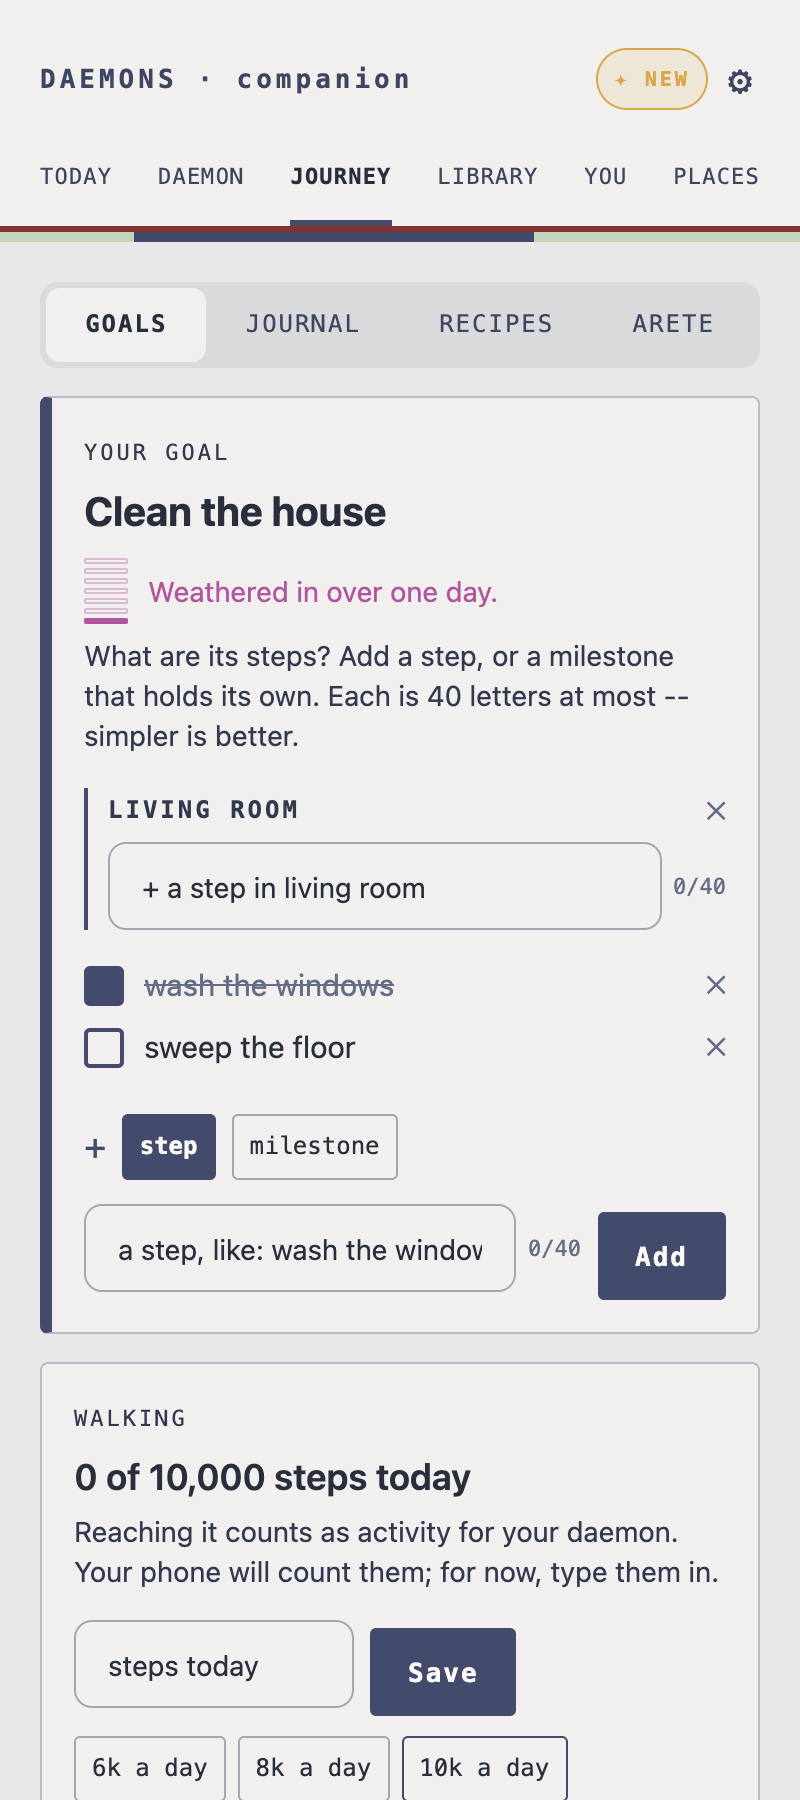 DAEMONS · companion
✦ NEW ⚙
TODAY DAEMON JOURNEY LIBRARY YOU PLACES
GOALS JOURNAL RECIPES ARETE
YOUR GOAL
Clean the house
Weathered in over one day.
What are its steps? Add a step, or a milestone
that holds its own. Each is 40 letters at most --
simpler is better.
LIVING ROOM ×
+ a step in living room 0/40
wash the windows ×
sweep the floor ×
+ step milestone
a step, like: wash the window 0/40 Add
WALKING
0 of 10,000 steps today
Reaching it counts as activity for your daemon.
Your phone will count them; for now, type them in.
steps today Save
6k a day 8k a day 10k a day